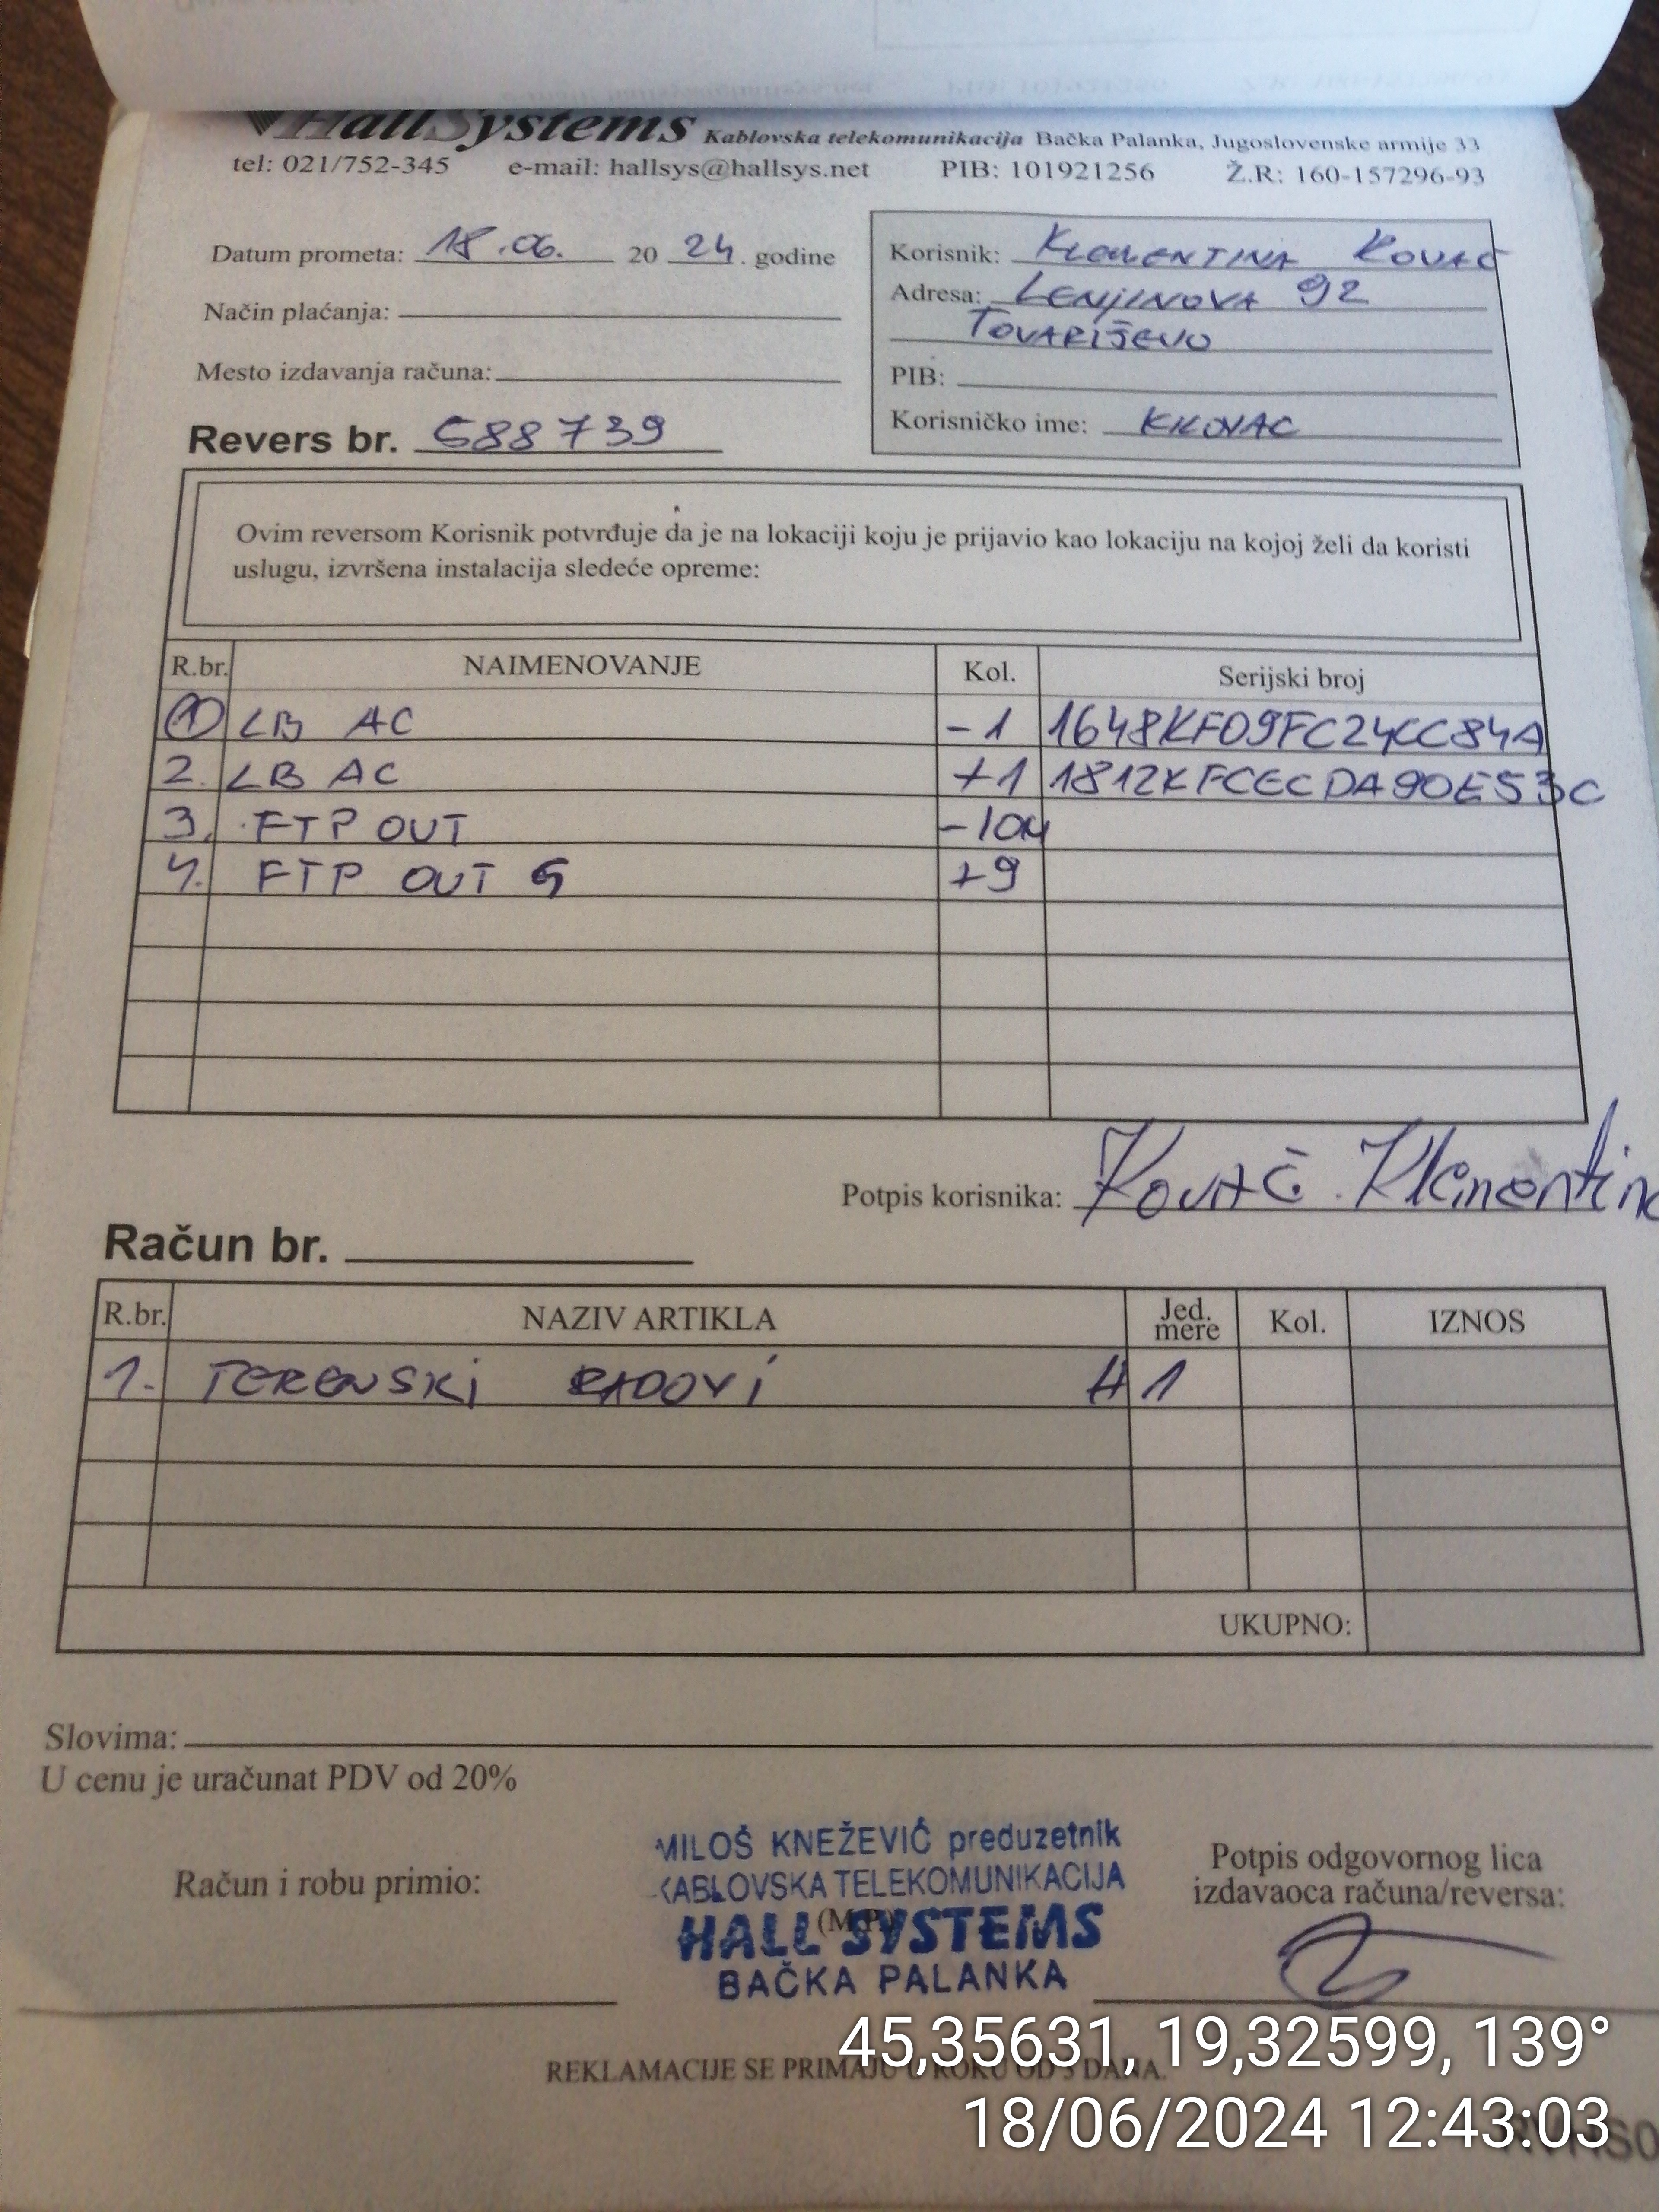 HallSystems Kablovska telekomunikacija Bačka Palanka, Jugoslovenske armije 33
tel: 021/752-345 e-mail: hallsys@hallsys.net PIB: 101921256 Ž.R: 160-157296-93
Datum prometa: 18.06. 2024. godine
Korisnik: KLEMENTINA KOVAČ
Adresa: LENJINOVA 92
TOVARIŠEVO
Način plaćanja:
Mesto izdavanja računa:
PIB:
Revers br. 688739
Korisničko ime: KKOVAC
Ovim reversom Korisnik potvrđuje da je na lokaciji koju je prijavio kao lokaciju na kojoj želi da koristi
uslugu, izvršena instalacija sledeće opreme:
R.br. NAIMENOVANJE Kol. Serijski broj
1 LB AC -1 1648KF09FC24CC84A
2. LB AC +1 1812KFCECDA90E53C
3. FTP OUT -10M
4. FTP OUT G +9
Potpis korisnika: Kovač Klementina
Račun br.
R.br. NAZIV ARTIKLA Jed. mere Kol. IZNOS
1. TERENSKI RADOVI H 1
UKUPNO:
Slovima:
U cenu je uračunat PDV od 20%
MILOŠ KNEŽEVIĆ preduzetnik
KABLOVSKA TELEKOMUNIKACIJA
(M.P.)
HALL SYSTEMS
BAČKA PALANKA
Račun i robu primio:
Potpis odgovornog lica
izdavaoca računa/reversa:
45,35631, 19,32599, 139°
REKLAMACIJE SE PRIMAJU U ROKU OD 3 DANA.
18/06/2024 12:43:03